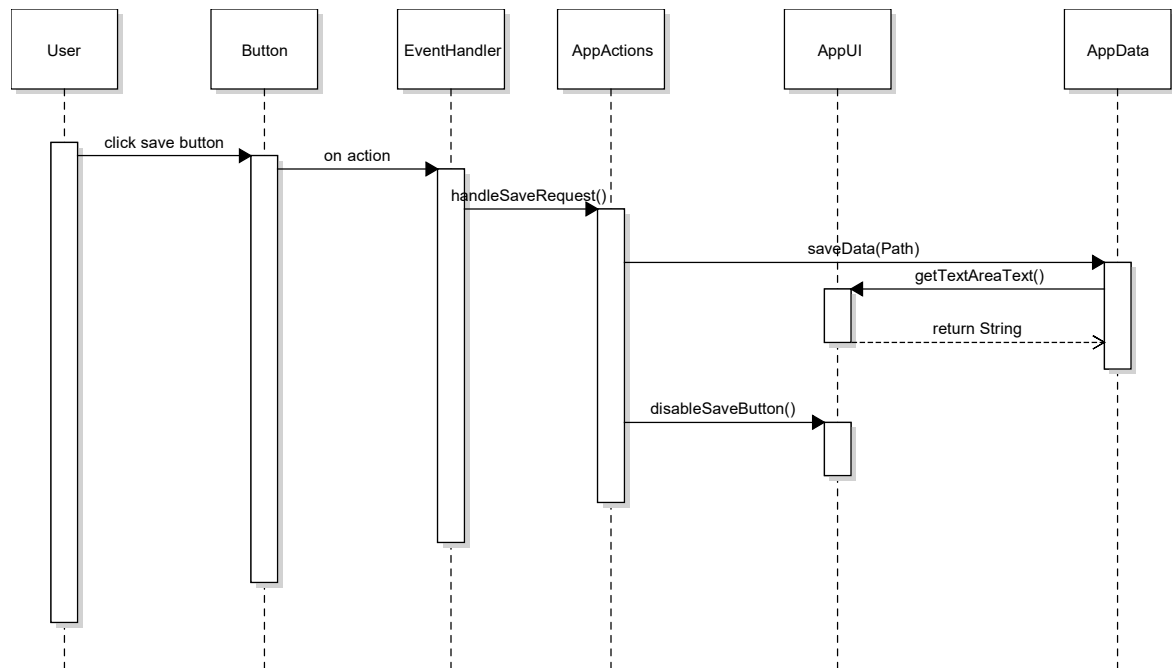 User
Button
EventHandler
AppActions
AppUI
AppData
click save button
on action
handleSaveRequest()
saveData(Path)
getTextAreaText()
return String
disableSaveButton()